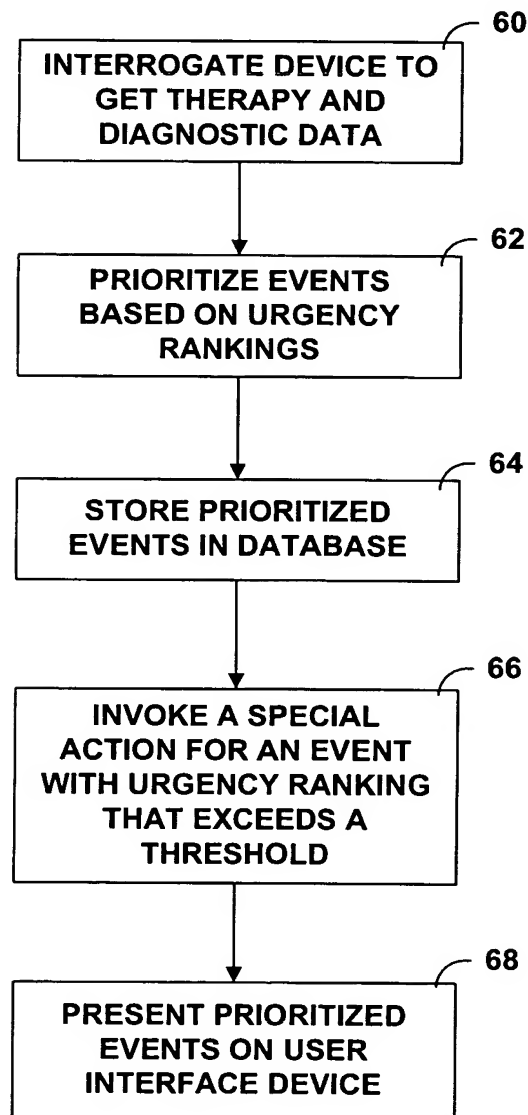 60
INTERROGATE DEVICE TO
GET THERAPY AND
DIAGNOSTIC DATA
62
PRIORITIZE EVENTS
BASED ON URGENCY
RANKINGS
64
STORE PRIORITIZED
EVENTS IN DATABASE
66
INVOKE A SPECIAL
ACTION FOR AN EVENT
WITH URGENCY RANKING
THAT EXCEEDS A
THRESHOLD
68
PRESENT PRIORITIZED
EVENTS ON USER
INTERFACE DEVICE